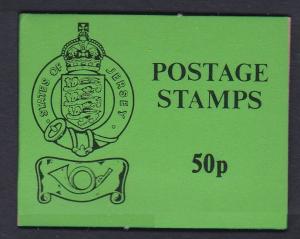 STATES OF JERSEY
POSTAGE
STAMPS
50p